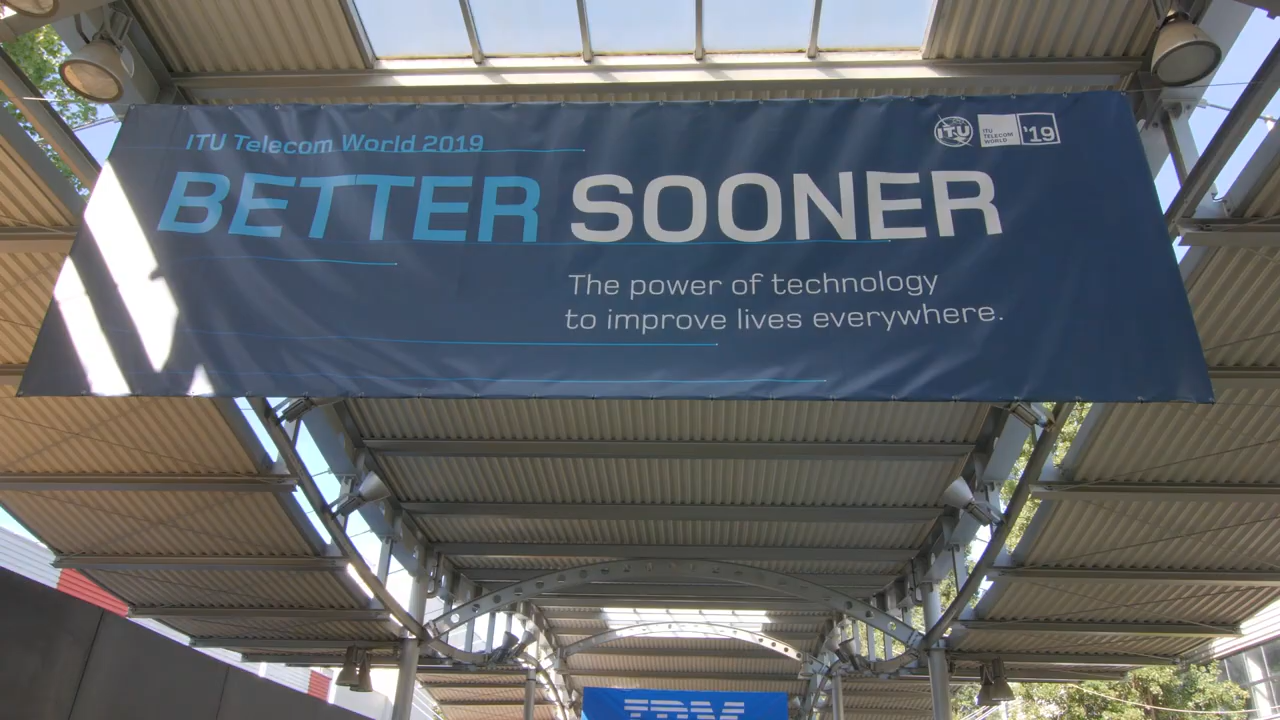 ITU Telecom World 2019
ITU
ITU
TELECOM
WORLD
'19
BETTER SOONER
The power of technology
to improve lives everywhere.
IBM